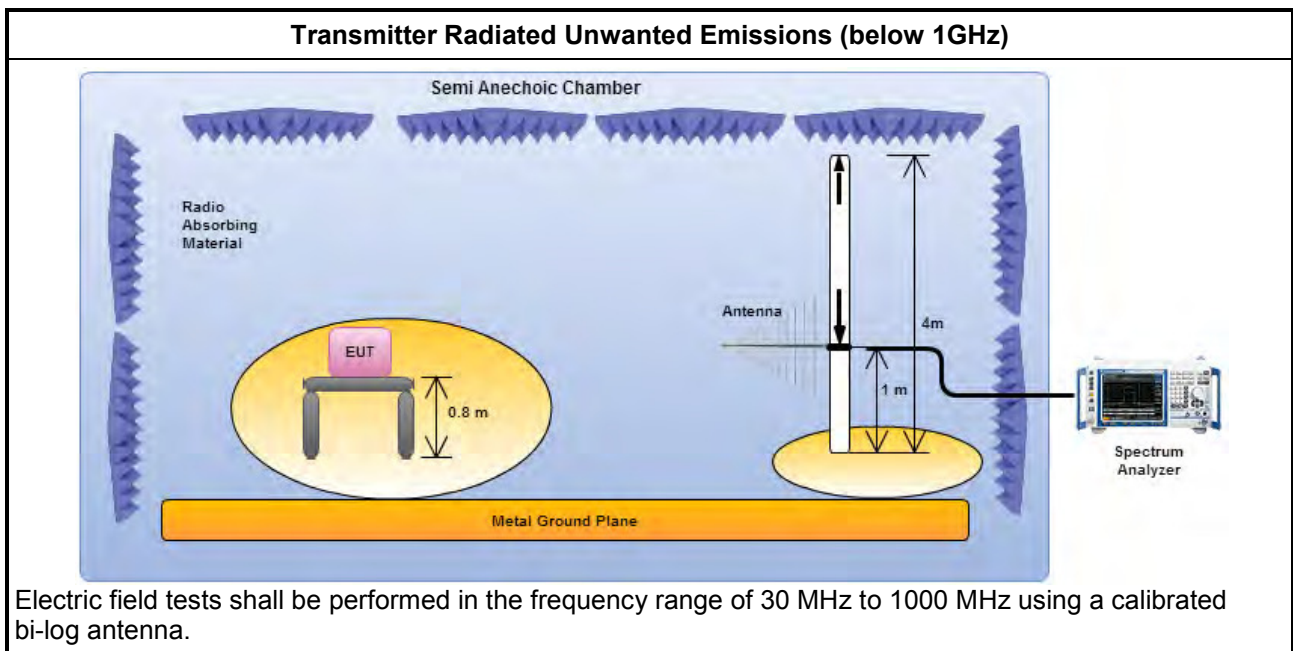 Transmitter Radiated Unwanted Emissions (below 1GHz)
Semi Anechoic Chamber
Radio
Absorbing
Material
Antenna
4m
EUT
1 m
0.8 m
Spectrum
Analyzer
Metal Ground Plane
Electric field tests shall be performed in the frequency range of 30 MHz to 1000 MHz using a calibrated
bi-log antenna.